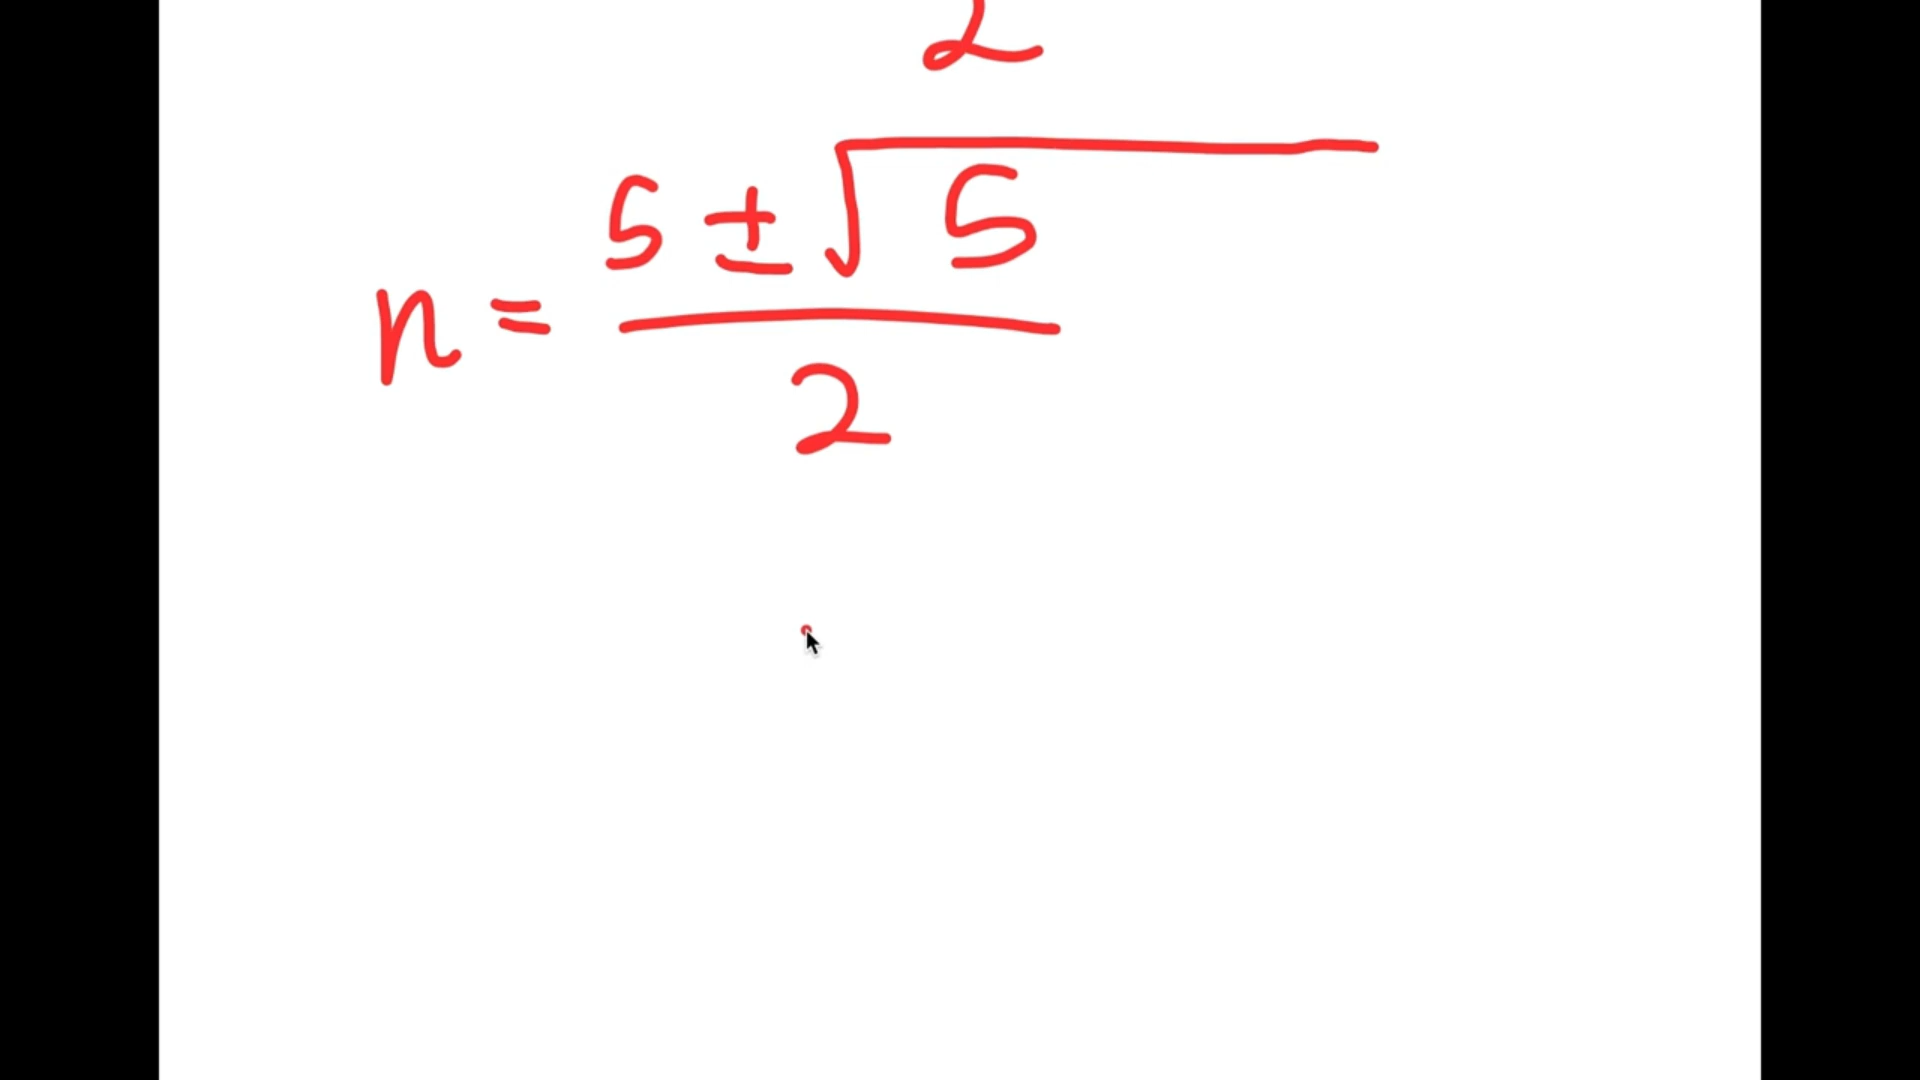 2
n = (5 ± √5) / 2